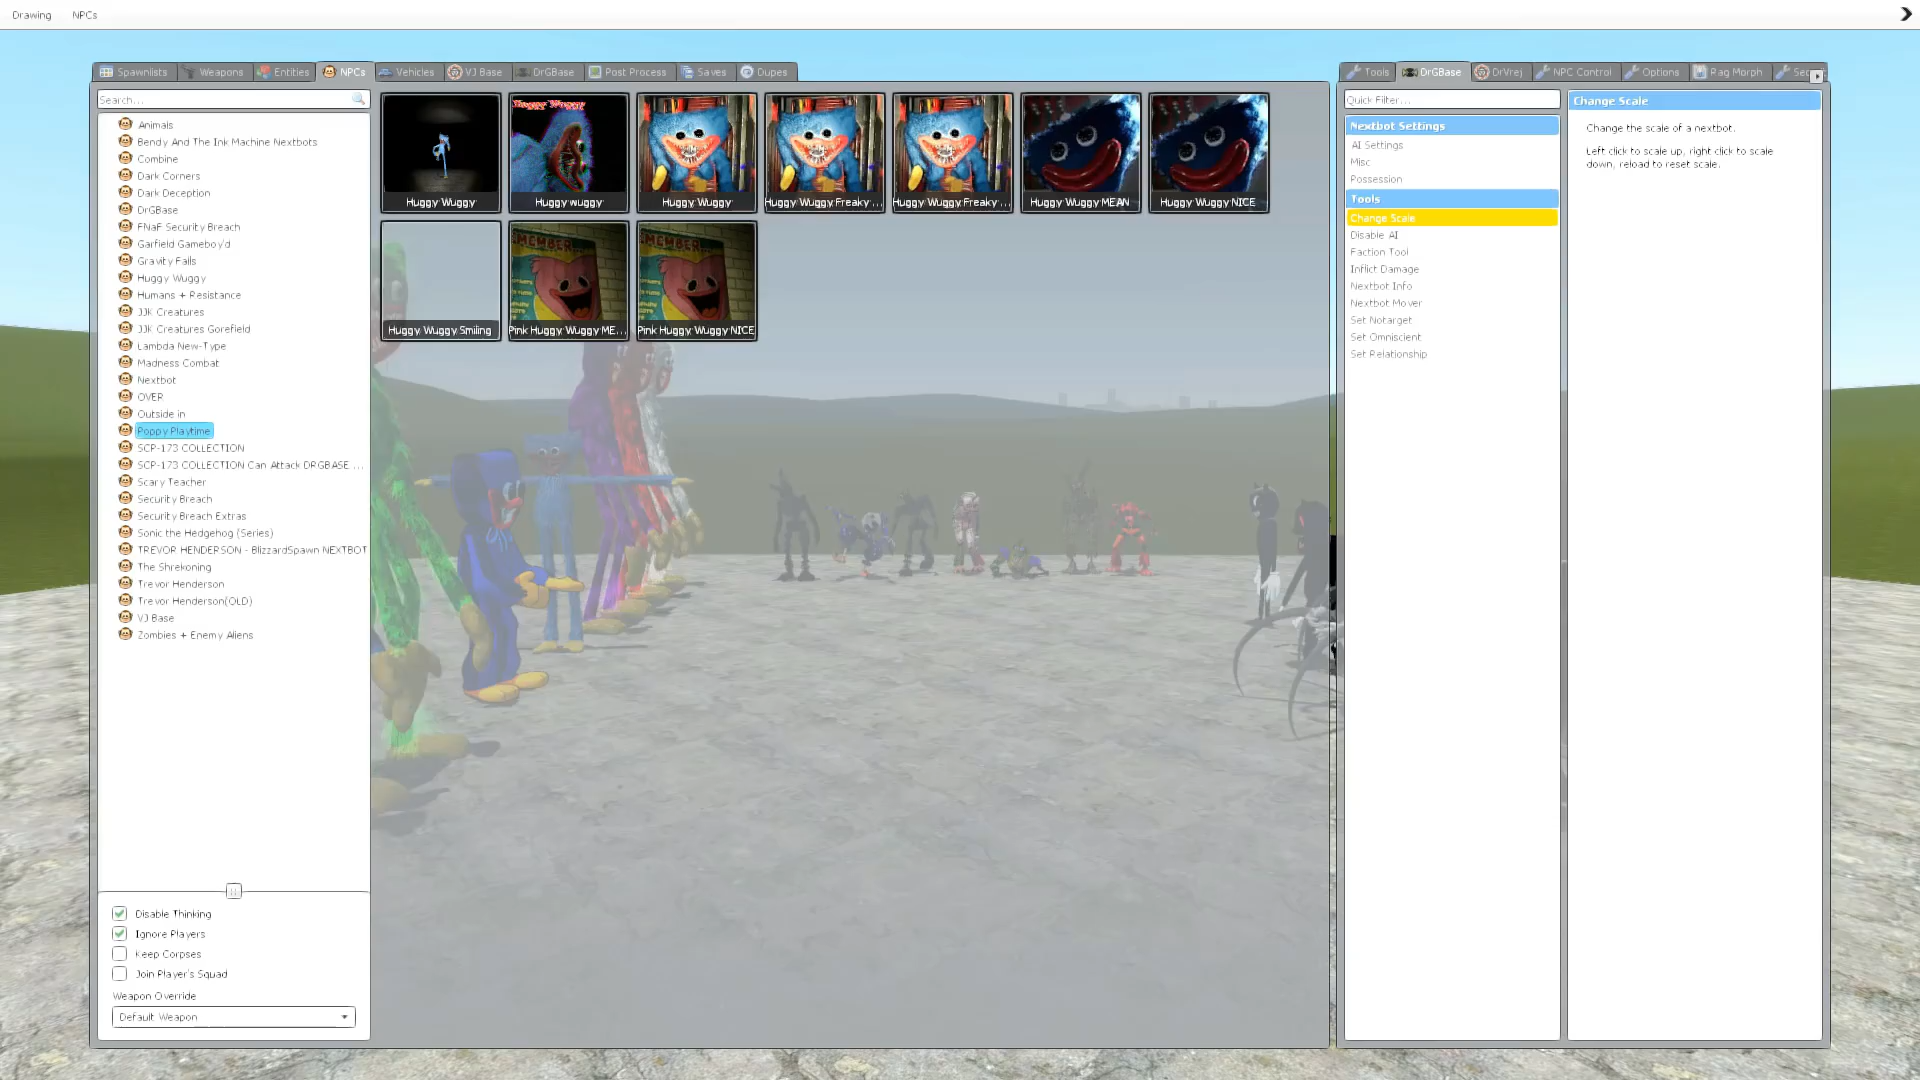 Drawing NPCs
Spawnlists Weapons Entities NPCs Vehicles VJ Base DrGBase Post Process Saves Dupes
Search...
Animals
Bendy And The Ink Machine Nextbots
Combine
Dark Corners
Dark Deception
DrGBase
FNaF Security Breach
Garfield Gameboy'd
Gravity Falls
Huggy Wuggy
Humans + Resistance
JJK Creatures
JJK Creatures Gorefield
Lambda New-Type
Madness Combat
Nextbot
OVER
Outside in
Poppy Playtime
SCP-173 COLLECTION
SCP-173 COLLECTION Can Attack DRGBASE ...
Scary Teacher
Security Breach
Security Breach Extras
Sonic the Hedgehog (Series)
TREVOR HENDERSON - BlizzardSpawn NEXTBOT
The Shrekoning
Trevor Henderson
Trevor Henderson(OLD)
VJ Base
Zombies + Enemy Aliens
Disable Thinking
Ignore Players
Keep Corpses
Join Player's Squad
Weapon Override
Default Weapon
Huggy Wuggy
Huggy Wuggy
Huggy wuggy
Huggy Wuggy
Huggy Wuggy Freaky ...
Huggy Wuggy Freaky ...
Huggy Wuggy MEAN
Huggy Wuggy NICE
Huggy Wuggy Smiling
MEMBER
Pink Huggy Wuggy ME...
MEMBER
Pink Huggy Wuggy NICE
Tools DrGBase DrVrej NPC Control Options Rag Morph Sec
Quick Filter...
Nextbot Settings
AI Settings
Misc
Possession
Tools
Change Scale
Disable AI
Faction Tool
Inflict Damage
Nextbot Info
Nextbot Mover
Set Notarget
Set Omniscient
Set Relationship
Change Scale
Change the scale of a nextbot.
Left click to scale up, right click to scale
down, reload to reset scale.